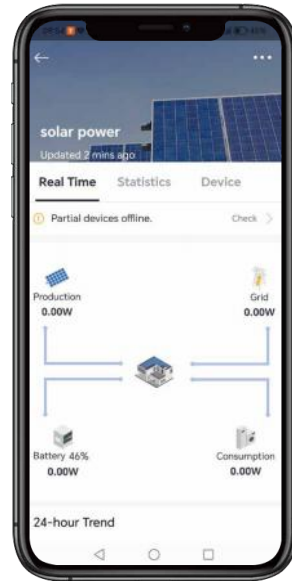 solar power
Updated 2 mins ago
Real Time Statistics Device
Partial devices offline. Check
Production
0.00W
Grid
0.00W
Battery 46%
0.00W
Consumption
0.00W
24-hour Trend